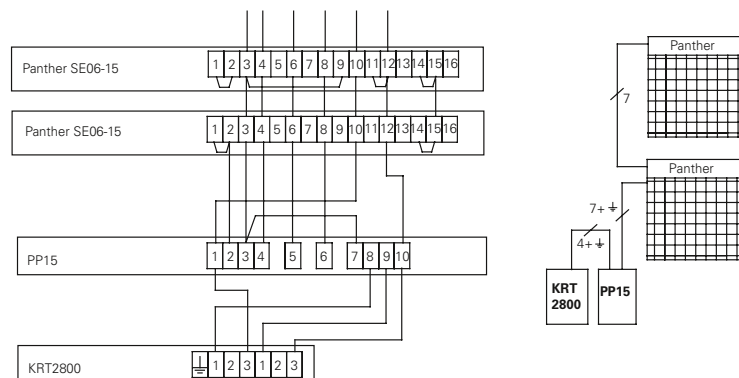 Panther SE06-15
1 2 3 4 5 6 7 8 9 10 11 12 13 14 15 16
Panther SE06-15
1 2 3 4 5 6 7 8 9 10 11 12 13 14 15 16
PP15
1 2 3 4 5 6 7 8 9 10
KRT2800
1 2 3 1 2 3
Panther
7
Panther
7+
4+
KRT
2800
PP15